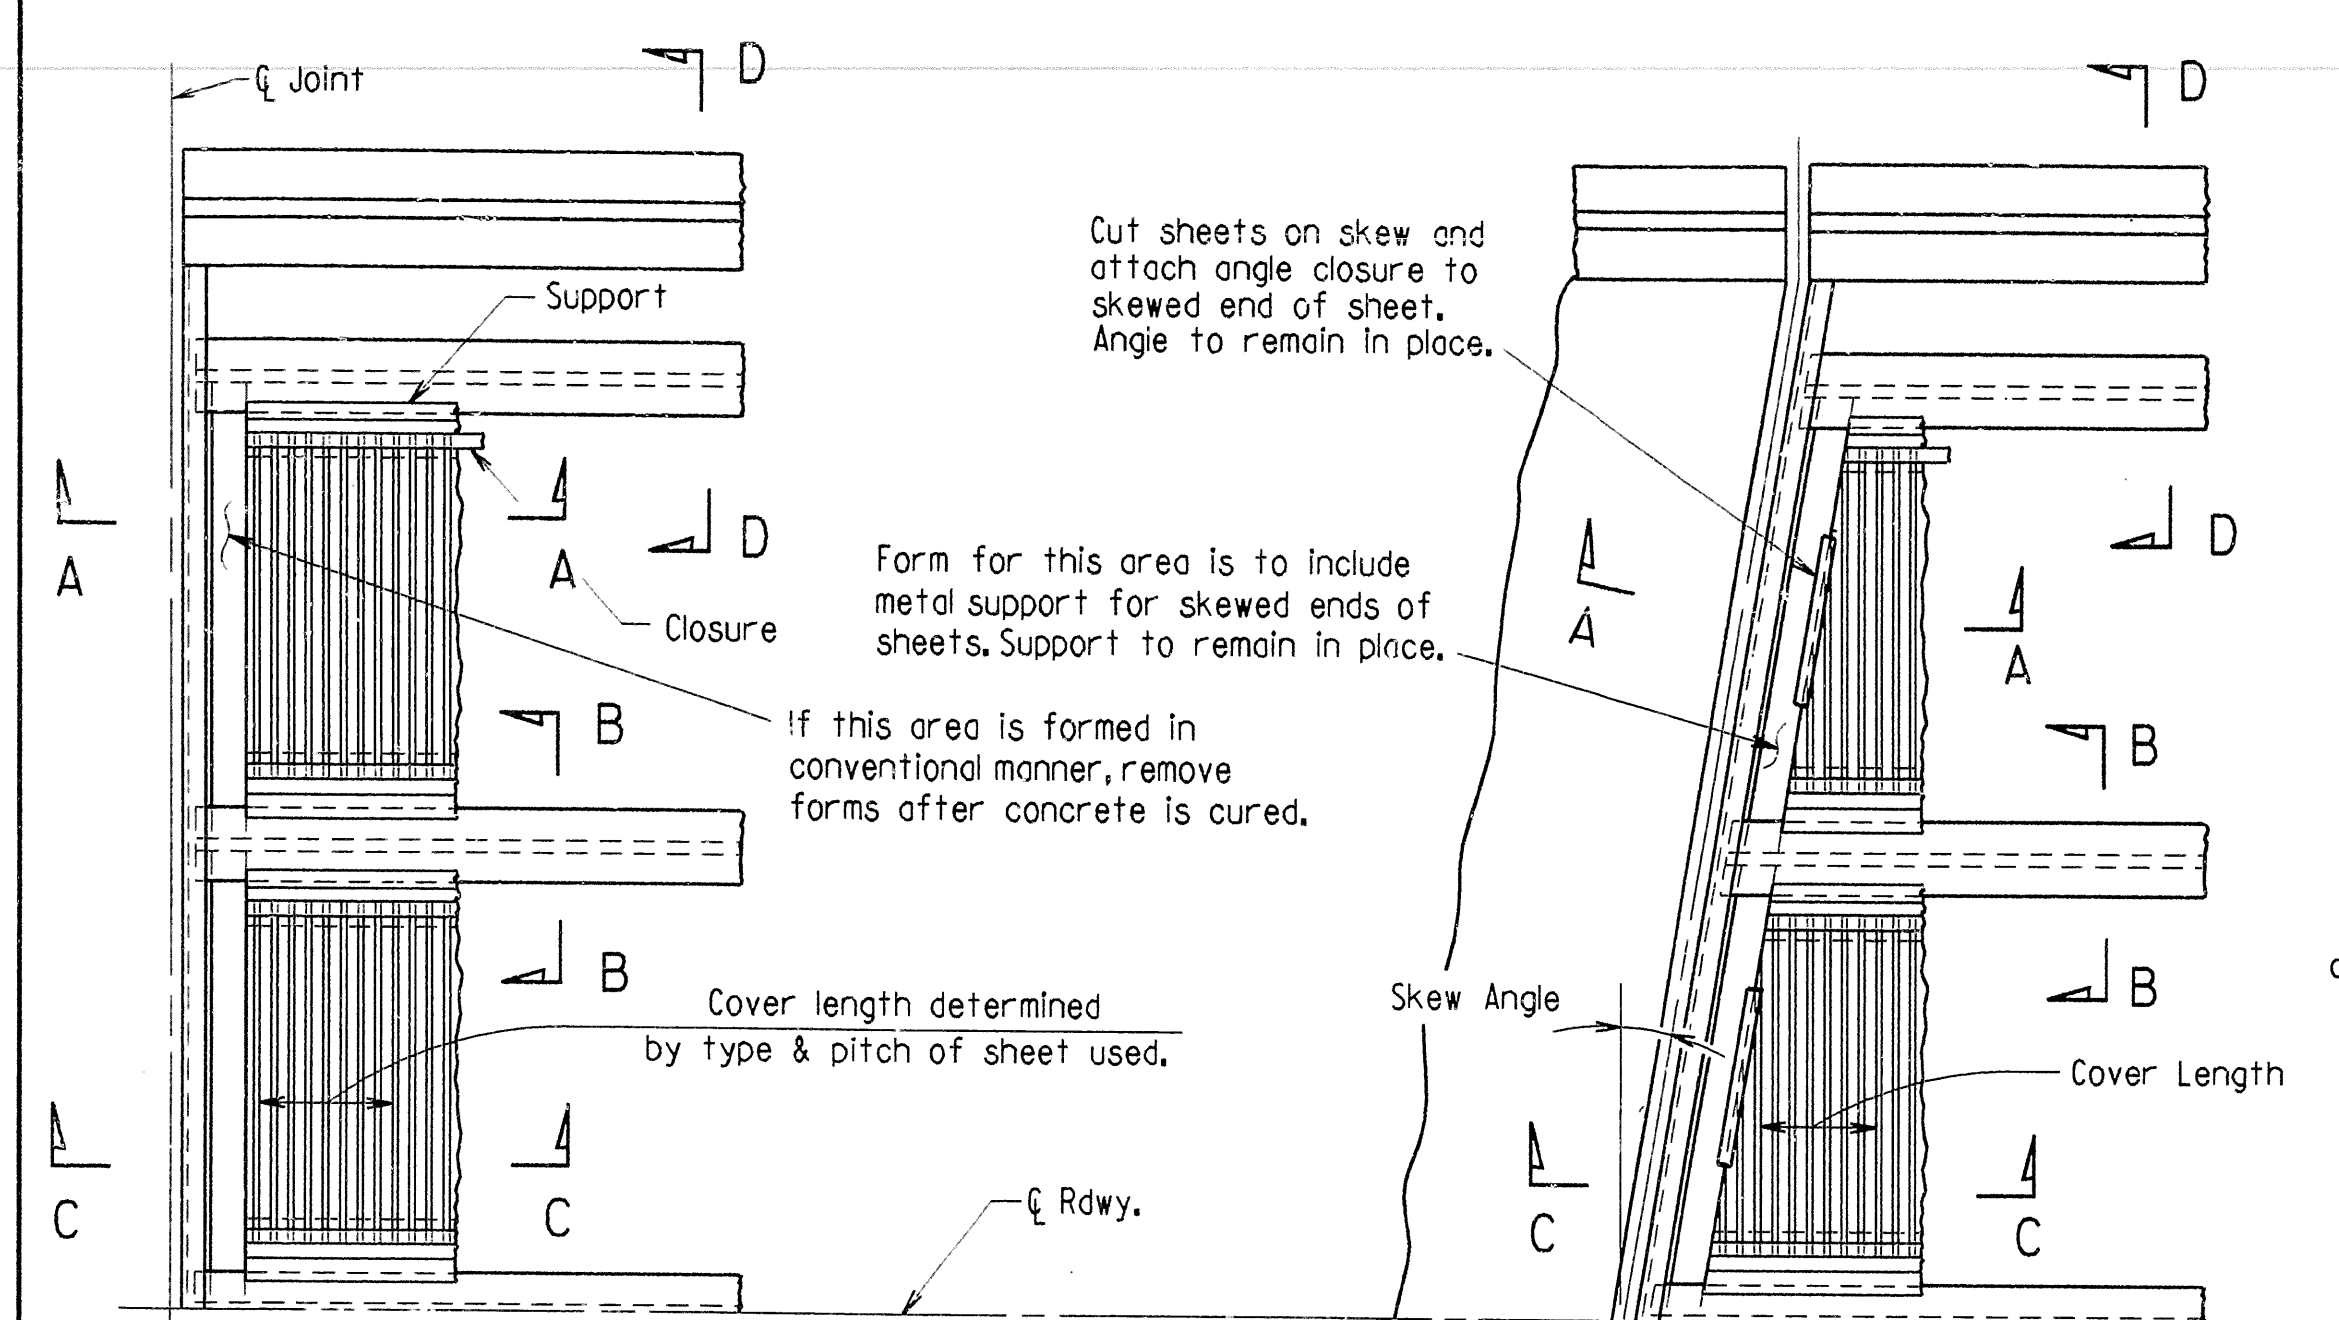 ℄ Joint
D
D
Support
Cut sheets on skew and
attach angle closure to
skewed end of sheet.
Angle to remain in place.
A
A
D
Closure
Form for this area is to include
metal support for skewed ends of
sheets. Support to remain in place.
A
A
D
If this area is formed in
conventional manner, remove
forms after concrete is cured.
B
B
B
B
Cover length determined
by type & pitch of sheet used.
Skew Angle
Cover Length
C
C
℄ Rdwy.
C
C